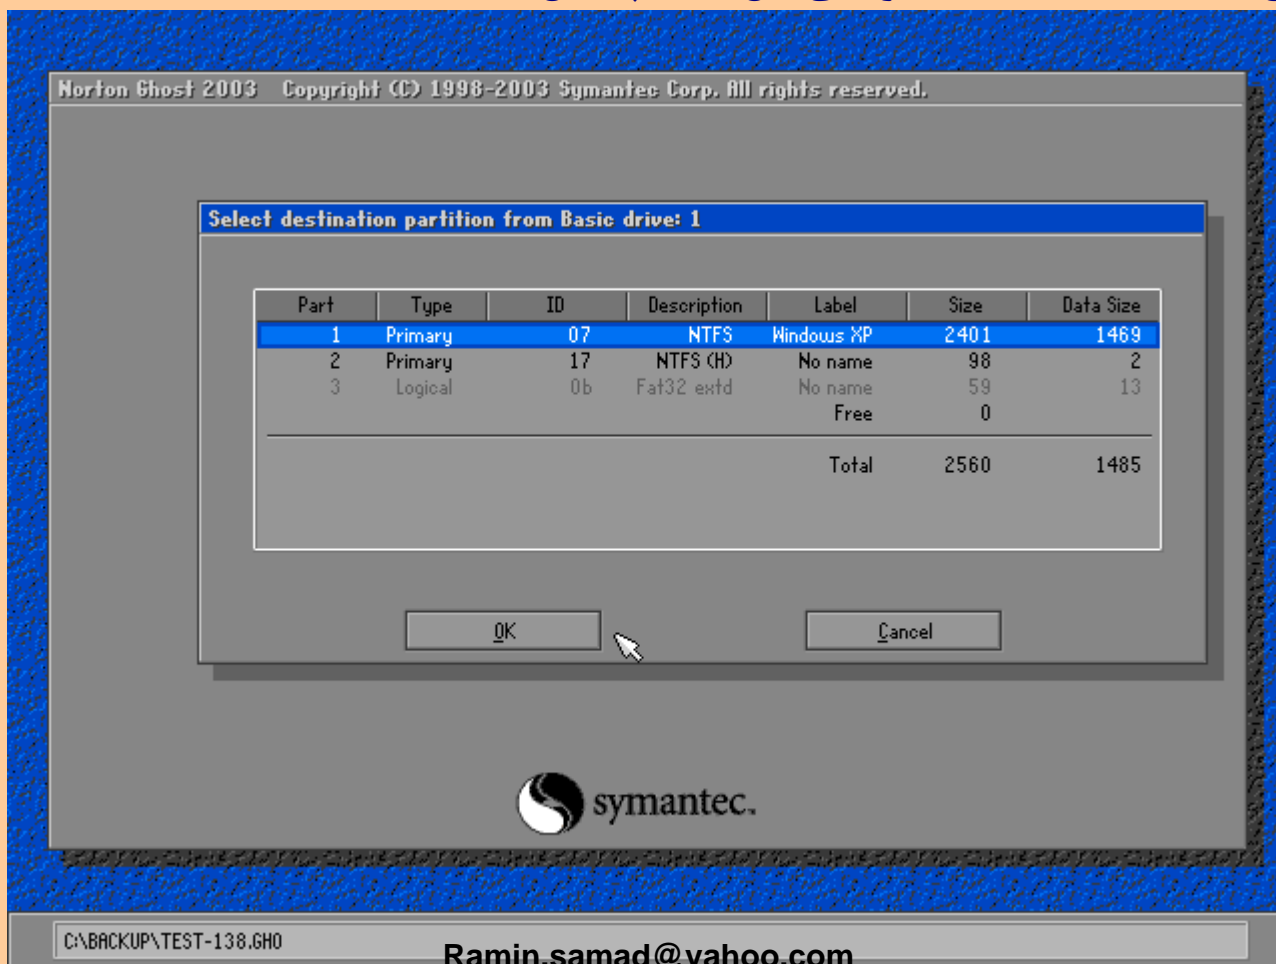 Norton Ghost 2003 Copyright (C) 1998-2003 Symantec Corp. All rights reserved.
Select destination partition from Basic drive: 1
Part Type ID Description Label Size Data Size
1 Primary 07 NTFS Windows XP 2401 1469
2 Primary 17 NTFS (H) No name 98 2
3 Logical 0b Fat32 extd No name 59 13
Free 0
Total 2560 1485
OK Cancel
symantec.
C:\BACKUP\TEST-138.GHO
Ramin.samad@yahoo.com